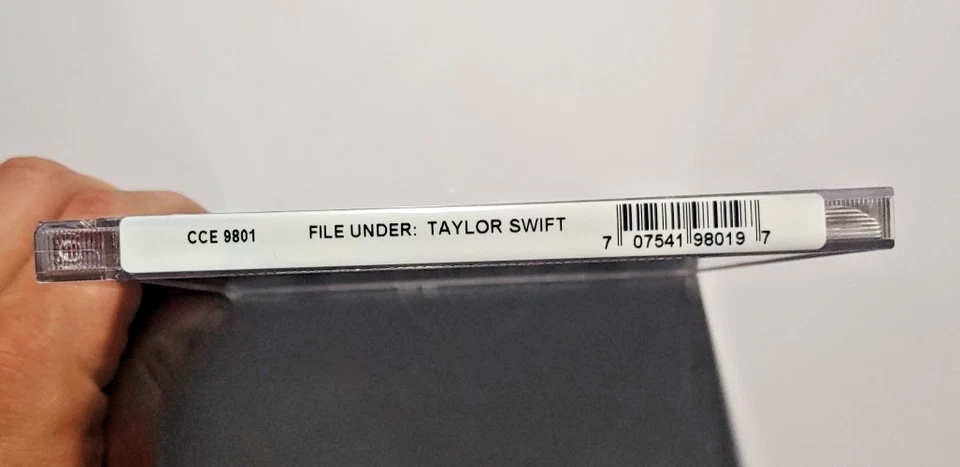 CCE 9801 FILE UNDER: TAYLOR SWIFT 7 07541 98019 7